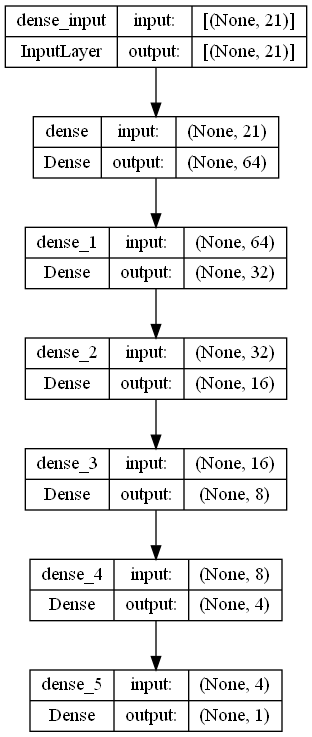 dense_input input: [(None, 21)]
InputLayer output: [(None, 21)]
dense input: (None, 21)
Dense output: (None, 64)
dense_1 input: (None, 64)
Dense output: (None, 32)
dense_2 input: (None, 32)
Dense output: (None, 16)
dense_3 input: (None, 16)
Dense output: (None, 8)
dense_4 input: (None, 8)
Dense output: (None, 4)
dense_5 input: (None, 4)
Dense output: (None, 1)